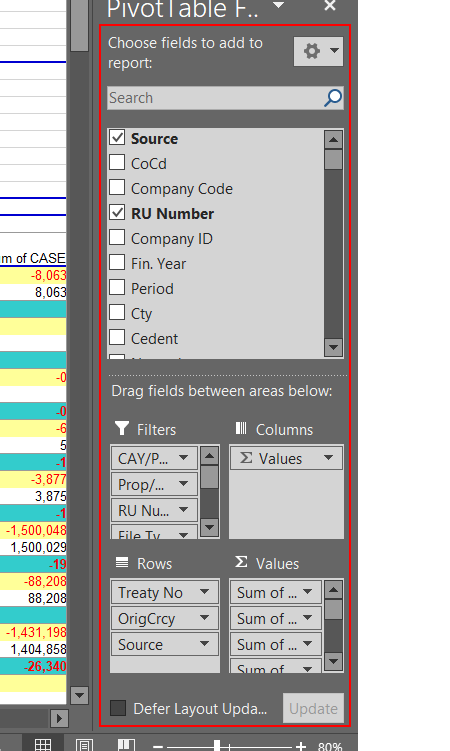 PivotTable F..
Choose fields to add to
report:
Search
Source
CoCd
Company Code
RU Number
Company ID
Fin. Year
Period
Cty
Cedent
Drag fields between areas below:
Filters
Columns
CAY/P...
Prop/...
RU Nu...
File Ty
Σ Values
Rows
Σ Values
Treaty No
OrigCrcy
Source
Sum of ...
Sum of ...
Sum of ...
Sum of
Defer Layout Upda...
Update
m of CASE
-8,063
8,063
-0
-0
-6
5
-1
-3,877
3,875
-1
-1,500,048
1,500,029
-19
-88,208
88,208
-1,431,198
1,404,858
-26,340
80%